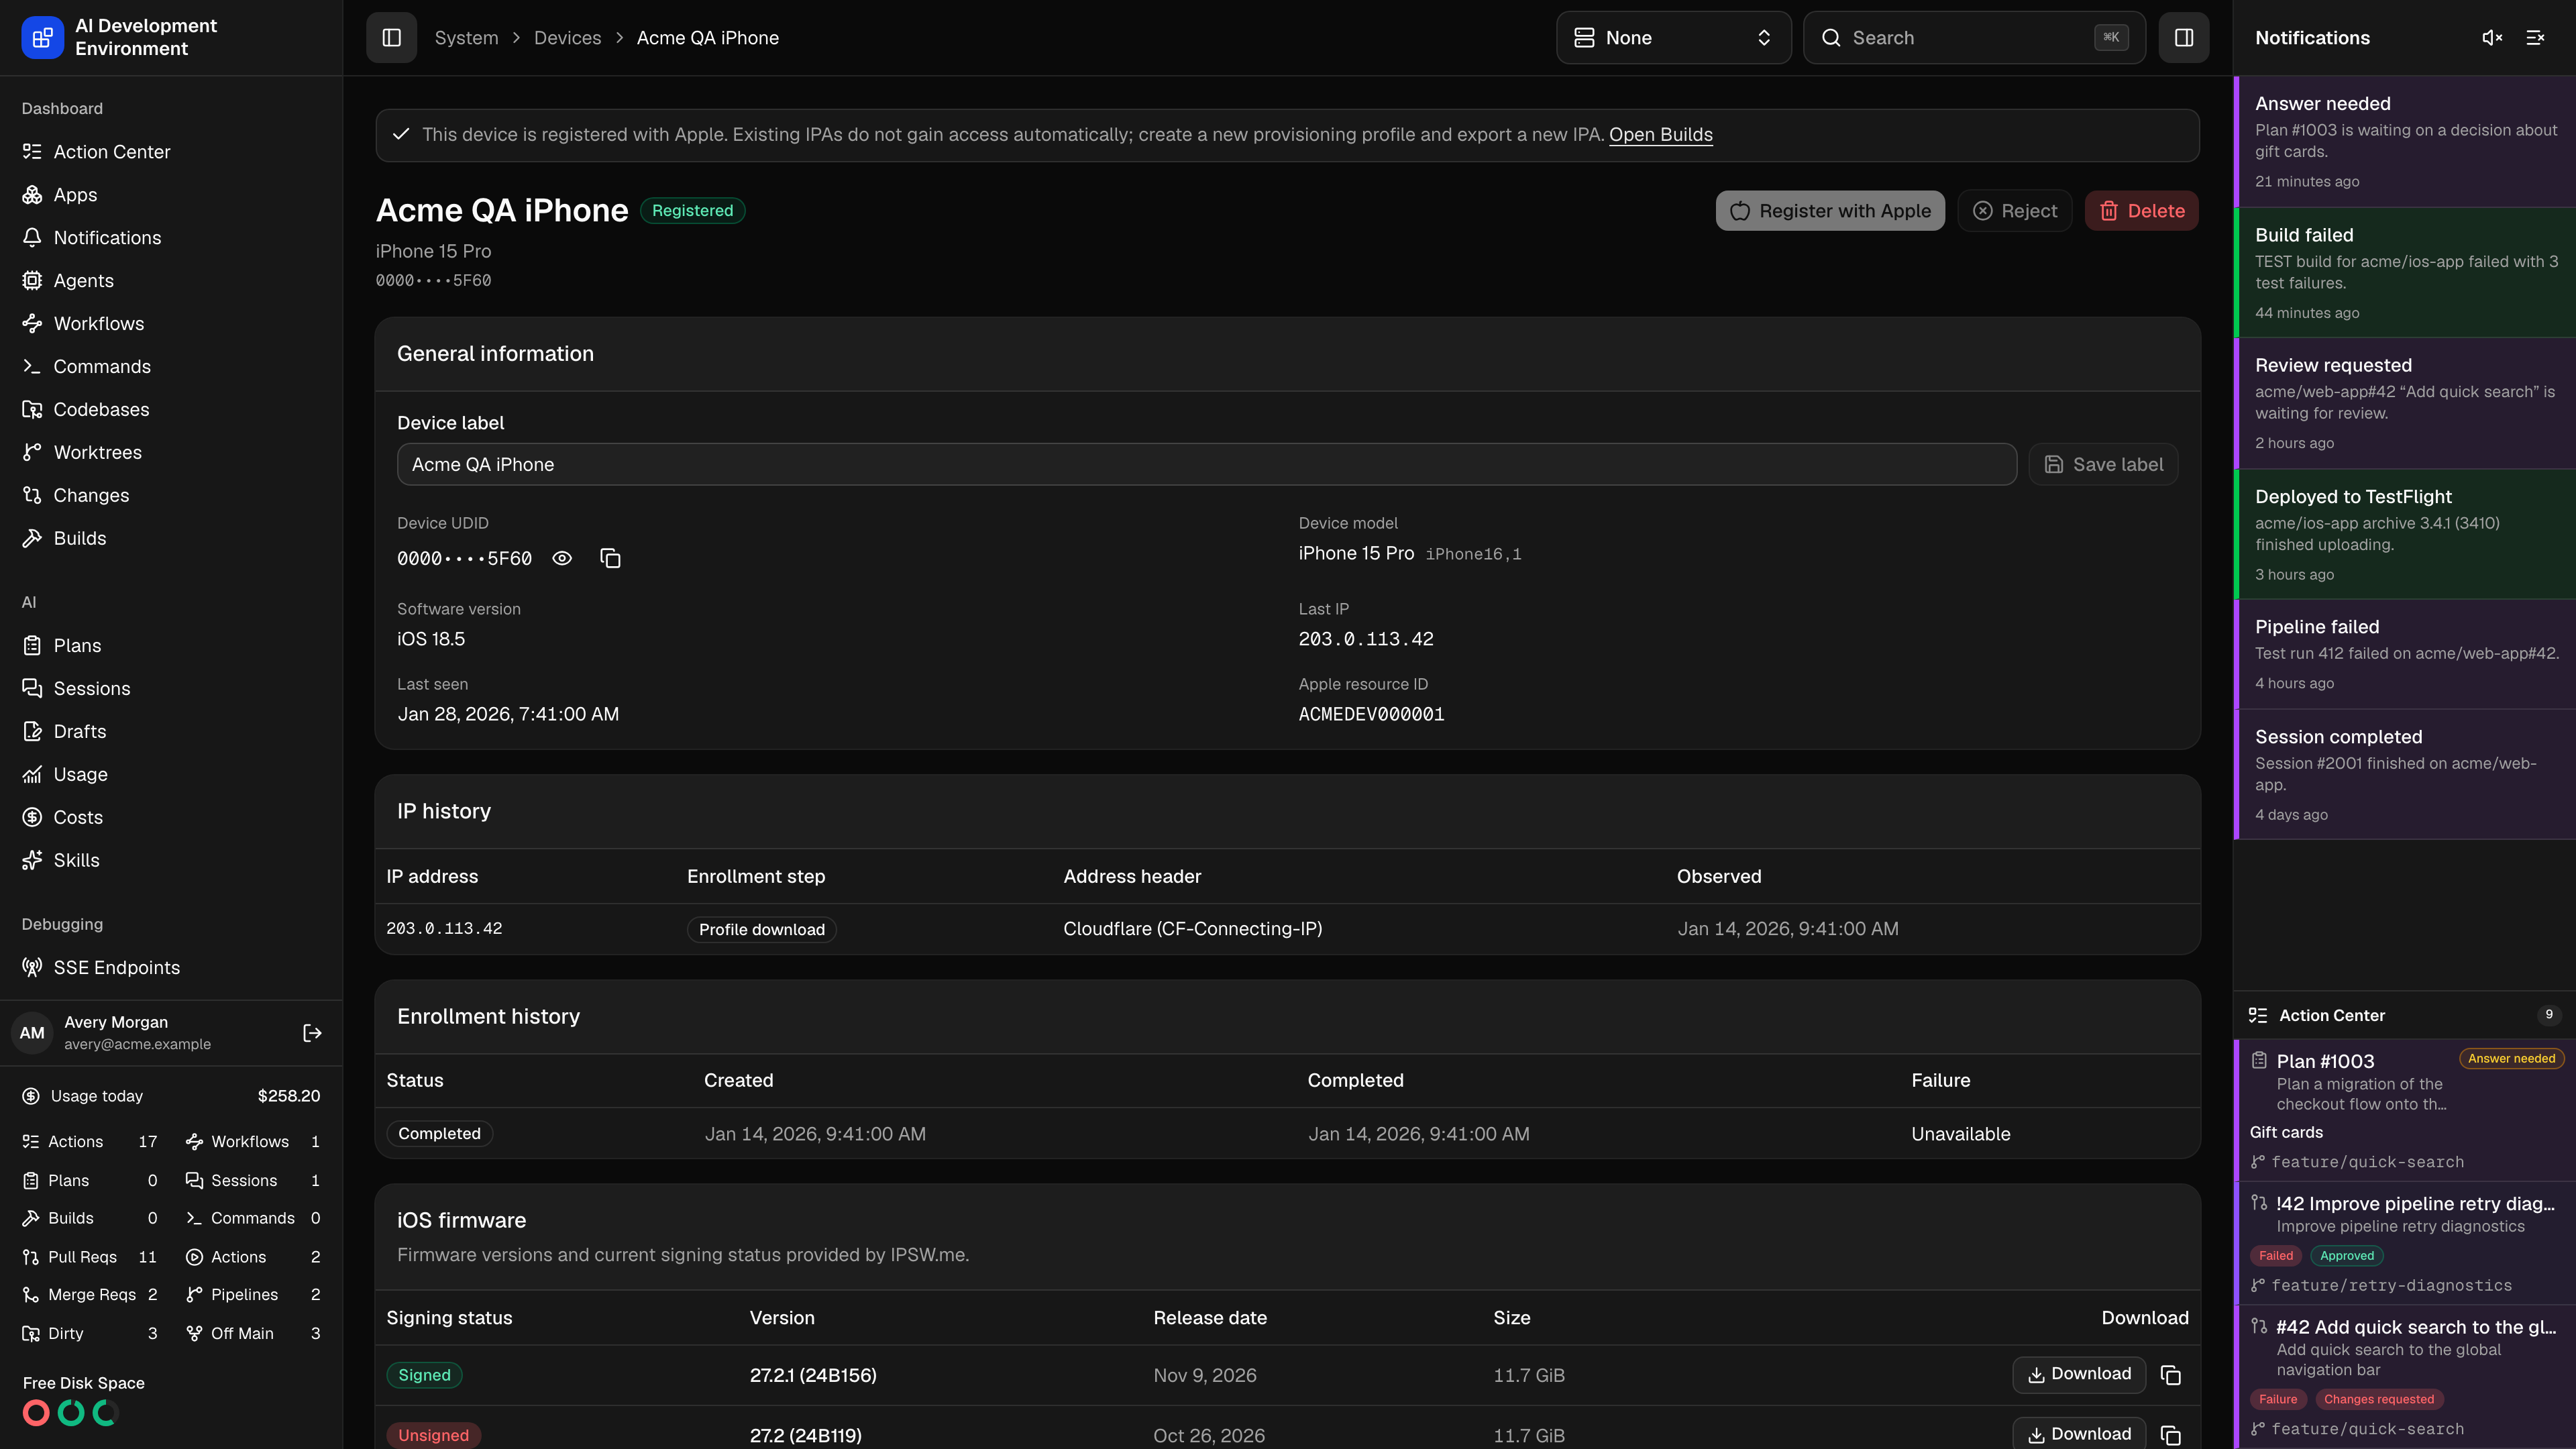 AI Development
Environment
Dashboard
Action Center
Apps
Notifications
Agents
Workflows
Commands
Codebases
Worktrees
Changes
Builds
AI
Plans
Sessions
Drafts
Usage
Costs
Skills
Debugging
SSE Endpoints
AM
Avery Morgan
avery@acme.example
Usage today $258.20
Actions 17 Workflows 1
Plans 0 Sessions 1
Builds 0 Commands 0
Pull Reqs 11 Actions 2
Merge Reqs 2 Pipelines 2
Dirty 3 Off Main 3
Free Disk Space
System > Devices > Acme QA iPhone
None
Search ⌘K
This device is registered with Apple. Existing IPAs do not gain access automatically; create a new provisioning profile and export a new IPA. Open Builds
Acme QA iPhone Registered
Register with Apple Reject Delete
iPhone 15 Pro
0000••••5F60
General information
Device label
Acme QA iPhone Save label
Device UDID Device model
0000••••5F60 iPhone 15 Pro iPhone16,1
Software version Last IP
iOS 18.5 203.0.113.42
Last seen Apple resource ID
Jan 28, 2026, 7:41:00 AM ACMEDEV000001
IP history
IP address Enrollment step Address header Observed
203.0.113.42 Profile download Cloudflare (CF-Connecting-IP) Jan 14, 2026, 9:41:00 AM
Enrollment history
Status Created Completed Failure
Completed Jan 14, 2026, 9:41:00 AM Jan 14, 2026, 9:41:00 AM Unavailable
iOS firmware
Firmware versions and current signing status provided by IPSW.me.
Signing status Version Release date Size Download
Signed 27.2.1 (24B156) Nov 9, 2026 11.7 GiB Download
Unsigned 27.2 (24B119) Oct 26, 2026 11.7 GiB Download
Notifications
Answer needed
Plan #1003 is waiting on a decision about
gift cards.
21 minutes ago
Build failed
TEST build for acme/ios-app failed with 3
test failures.
44 minutes ago
Review requested
acme/web-app#42 “Add quick search” is
waiting for review.
2 hours ago
Deployed to TestFlight
acme/ios-app archive 3.4.1 (3410)
finished uploading.
3 hours ago
Pipeline failed
Test run 412 failed on acme/web-app#42.
4 hours ago
Session completed
Session #2001 finished on acme/web-
app.
4 days ago
Action Center 9
Plan #1003 Answer needed
Plan a migration of the
checkout flow onto th…
Gift cards
feature/quick-search
!42 Improve pipeline retry diag…
Improve pipeline retry diagnostics
Failed Approved
feature/retry-diagnostics
#42 Add quick search to the gl…
Add quick search to the global
navigation bar
Failure Changes requested
feature/quick-search